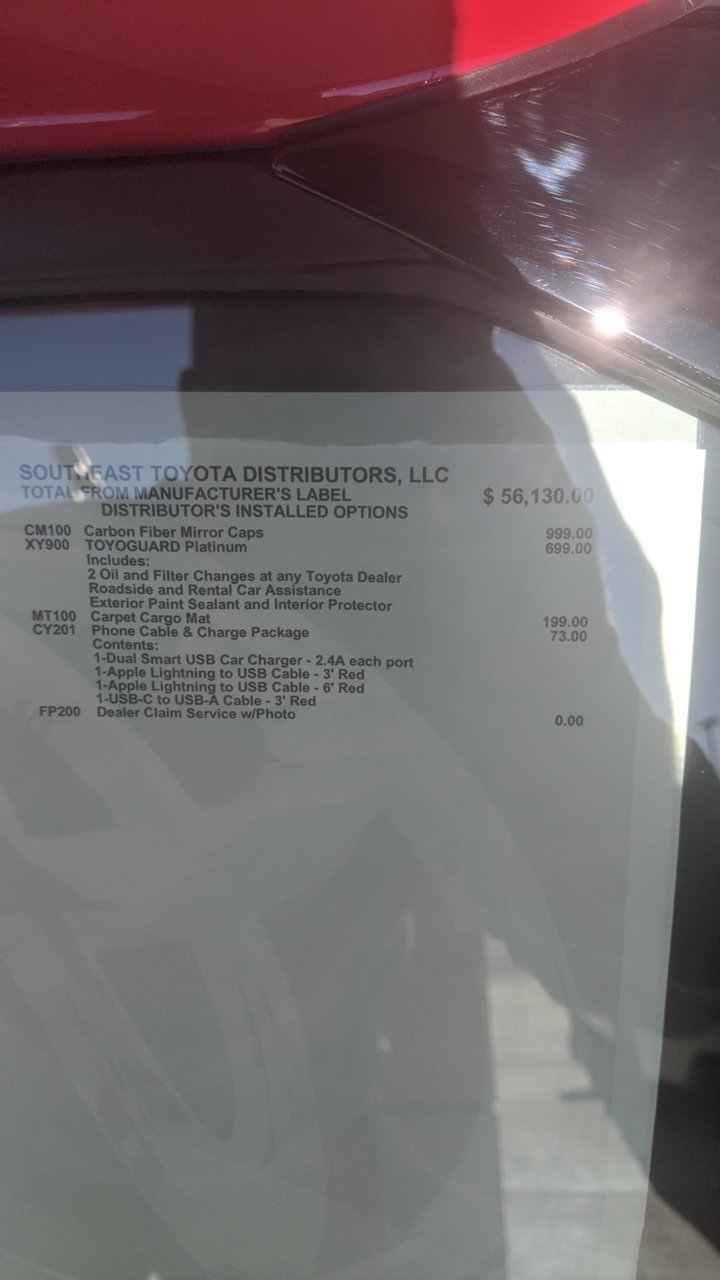 SOUTHEAST TOYOTA DISTRIBUTORS, LLC
TOTAL FROM MANUFACTURER'S LABEL $ 56,130.00
DISTRIBUTOR'S INSTALLED OPTIONS
CM100 Carbon Fiber Mirror Caps 999.00
XY900 TOYOGUARD Platinum 699.00
Includes:
2 Oil and Filter Changes at any Toyota Dealer
Roadside and Rental Car Assistance
Exterior Paint Sealant and Interior Protector
MT100 Carpet Cargo Mat 199.00
CY201 Phone Cable & Charge Package 73.00
Contents:
1-Dual Smart USB Car Charger - 2.4A each port
1-Apple Lightning to USB Cable - 3' Red
1-Apple Lightning to USB Cable - 6' Red
1-USB-C to USB-A Cable - 3' Red
FP200 Dealer Claim Service w/Photo 0.00